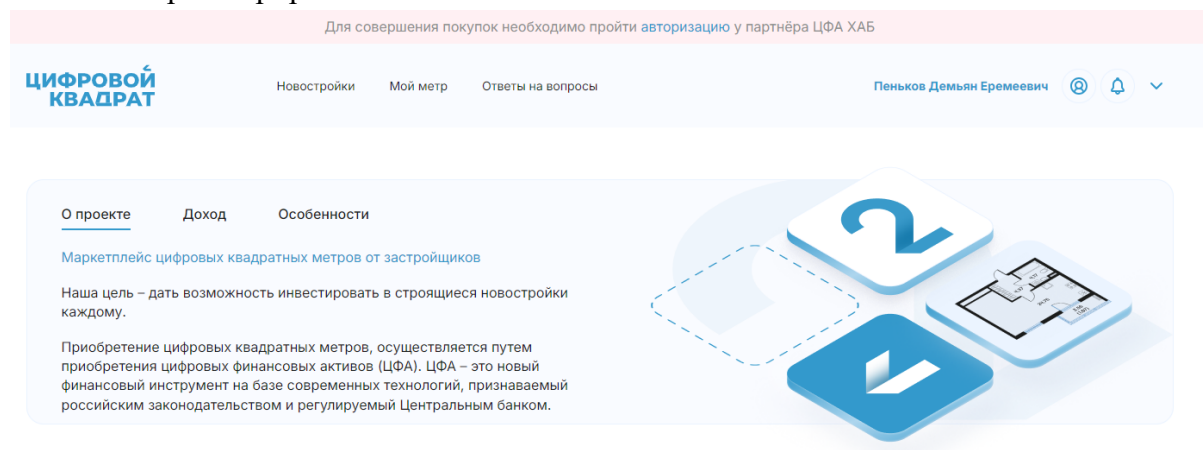 Для совершения покупок необходимо пройти авторизацию у партнёра ЦФА ХАБ
ЦИФРОВОЙ
КВАДРАТ
Новостройки Мой метр Ответы на вопросы
Пеньков Демьян Еремеевич
О проекте Доход Особенности
Маркетплейс цифровых квадратных метров от застройщиков
Наша цель – дать возможность инвестировать в строящиеся новостройки
каждому.
Приобретение цифровых квадратных метров, осуществляется путем
приобретения цифровых финансовых активов (ЦФА). ЦФА – это новый
финансовый инструмент на базе современных технологий, признаваемый
российским законодательством и регулируемый Центральным банком.
2